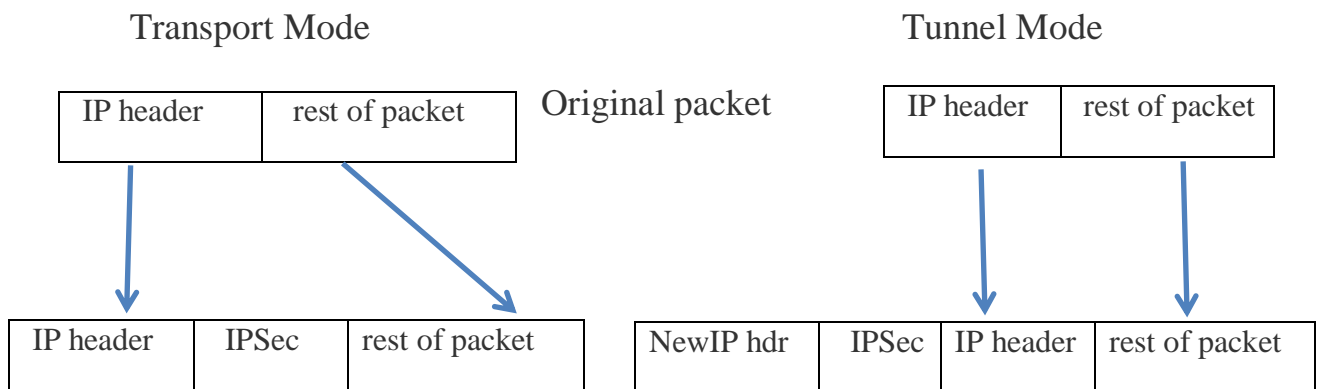 Transport Mode
Tunnel Mode
IP header
rest of packet
Original packet
IP header
rest of packet
IP header
IPSec
rest of packet
NewIP hdr
IPSec
IP header
rest of packet